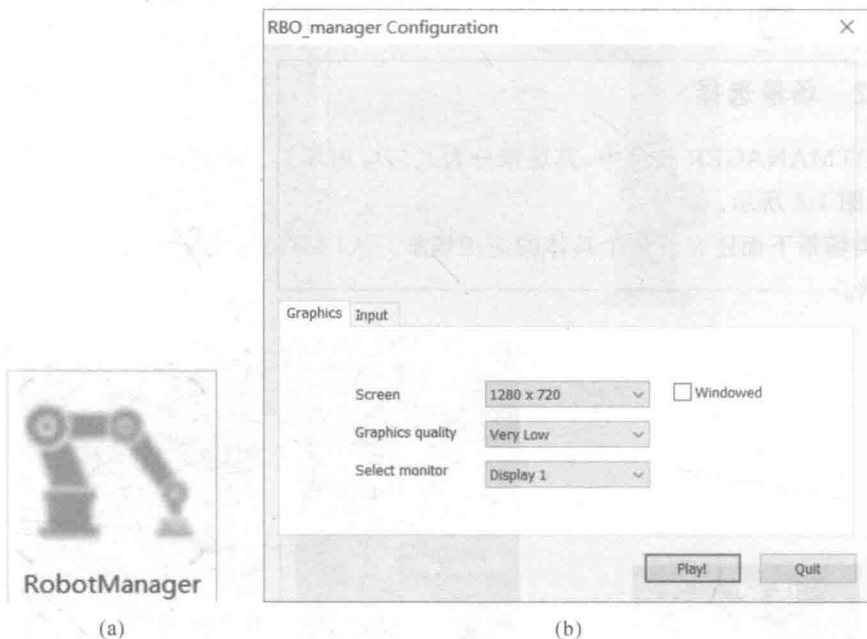 RBO_manager Configuration
Graphics
Input
Screen
1280 x 720
Windowed
Graphics quality
Very Low
Select monitor
Display 1
Play!
Quit
RobotManager
(a)
(b)